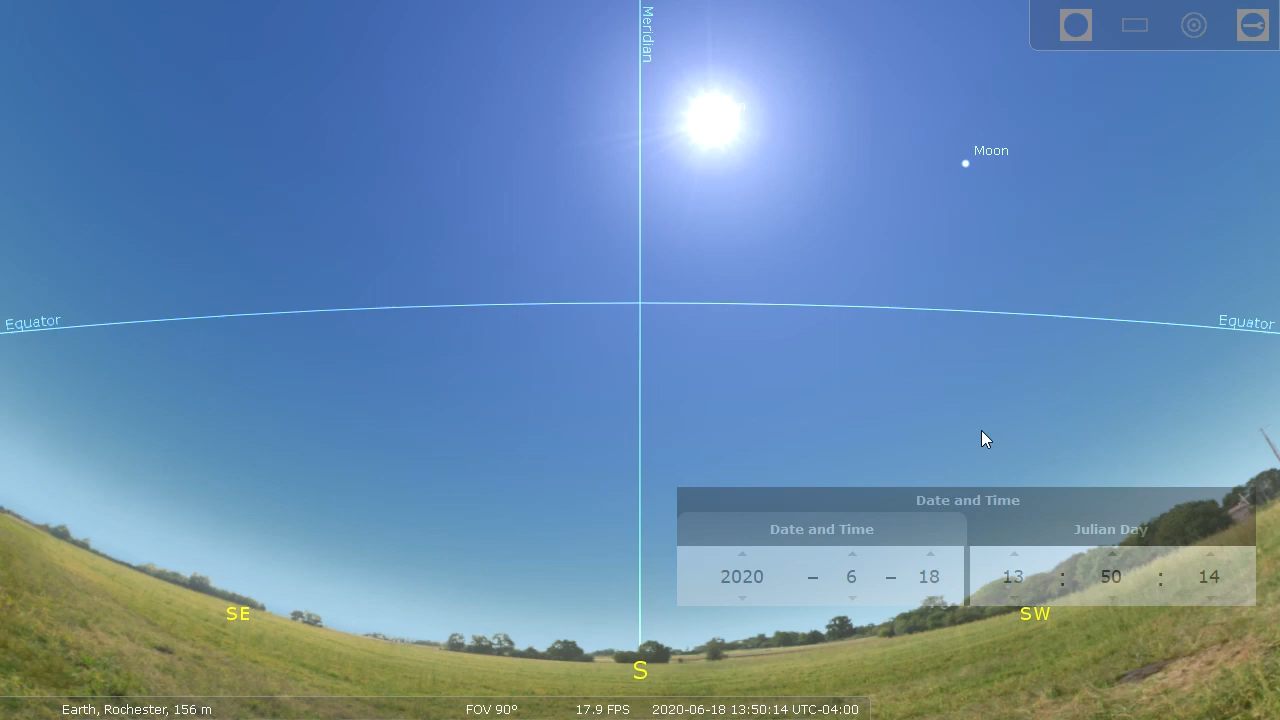 Meridian
Moon
Equator
Equator
Date and Time
Date and Time
Julian Day
2020 – 6 – 18 13 : 50 : 14
SE
SW
S
Earth, Rochester, 156 m FOV 90° 17.9 FPS 2020-06-18 13:50:14 UTC-04:00